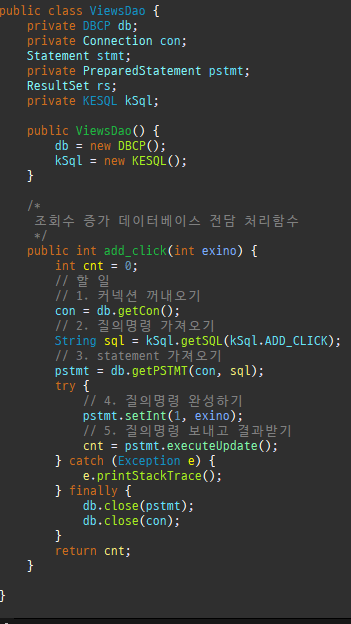 public class ViewsDao {
    private DBCP db;
    private Connection con;
    Statement stmt;
    private PreparedStatement pstmt;
    ResultSet rs;
    private KESQL kSql;

    public ViewsDao() {
        db = new DBCP();
        kSql = new KESQL();
    }

    /*
     조회수 증가 데이터베이스 전담 처리함수
     */
    public int add_click(int exino) {
        int cnt = 0;
        // 할 일
        // 1. 커넥션 꺼내오기
        con = db.getCon();
        // 2. 질의명령 가져오기
        String sql = kSql.getSQL(kSql.ADD_CLICK);
        // 3. statement 가져오기
        pstmt = db.getPSTMT(con, sql);
        try {
            // 4. 질의명령 완성하기
            pstmt.setInt(1, exino);
            // 5. 질의명령 보내고 결과받기
            cnt = pstmt.executeUpdate();
        } catch (Exception e) {
            e.printStackTrace();
        } finally {
            db.close(pstmt);
            db.close(con);
        }
        return cnt;
    }

}